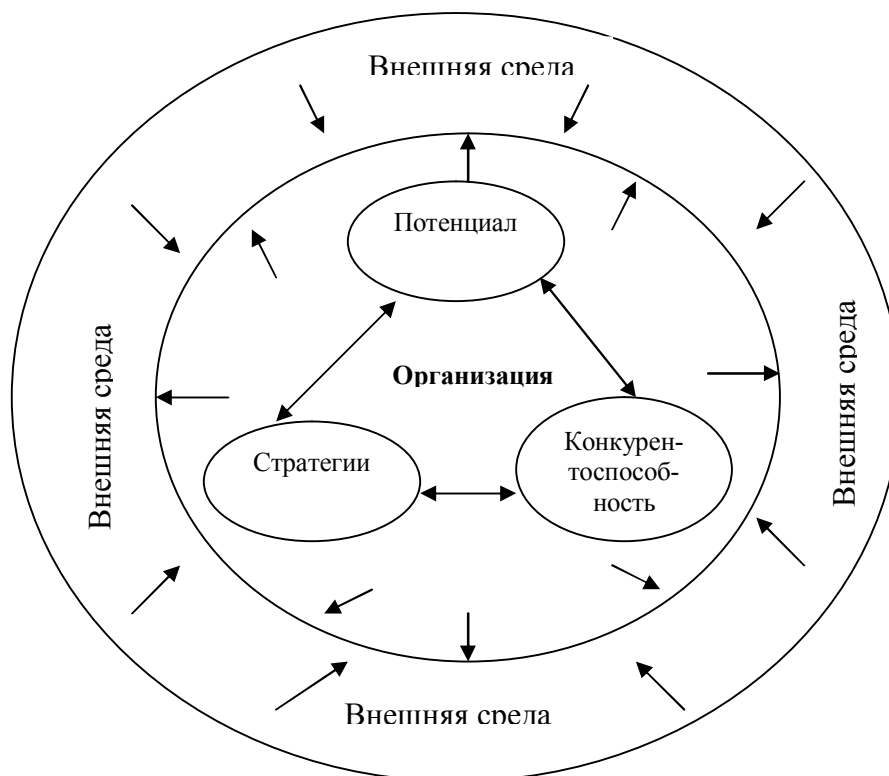 Внешняя среда
Потенциал
Внешняя среда
Организация
Внешняя среда
Стратегии
Конкурен-
тоспособ-
ность
Внешняя среда